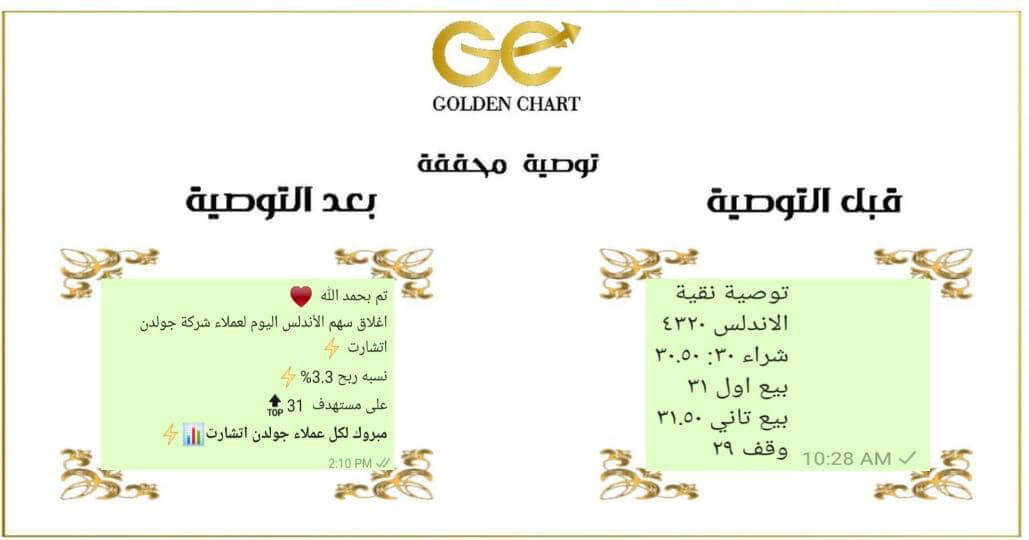 GOLDEN CHART
توصية محققة
قبل التوصية
توصية نقية
الاندلس ٤٣٢٠
شراء ٣٠: ٣٠.٥٠
بيع اول ٣١
بيع تاني ٣١.٥٠
وقف ٢٩
10:28 AM
بعد التوصية
تم بحمد الله
اغلاق سهم الأندلس اليوم لعملاء شركة جولدن
اتشارت
نسبه ربح 3.3%
على مستهدف 31 TOP
مبروك لكل عملاء جولدن اتشارت
2:10 PM